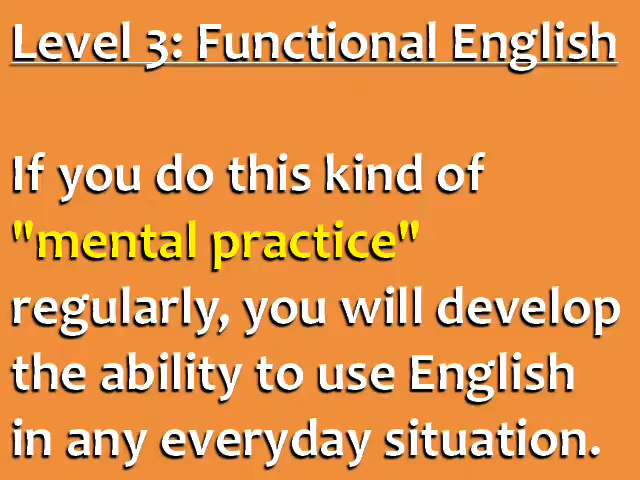 Level 3: Functional English
If you do this kind of
"mental practice"
regularly, you will develop
the ability to use English
in any everyday situation.